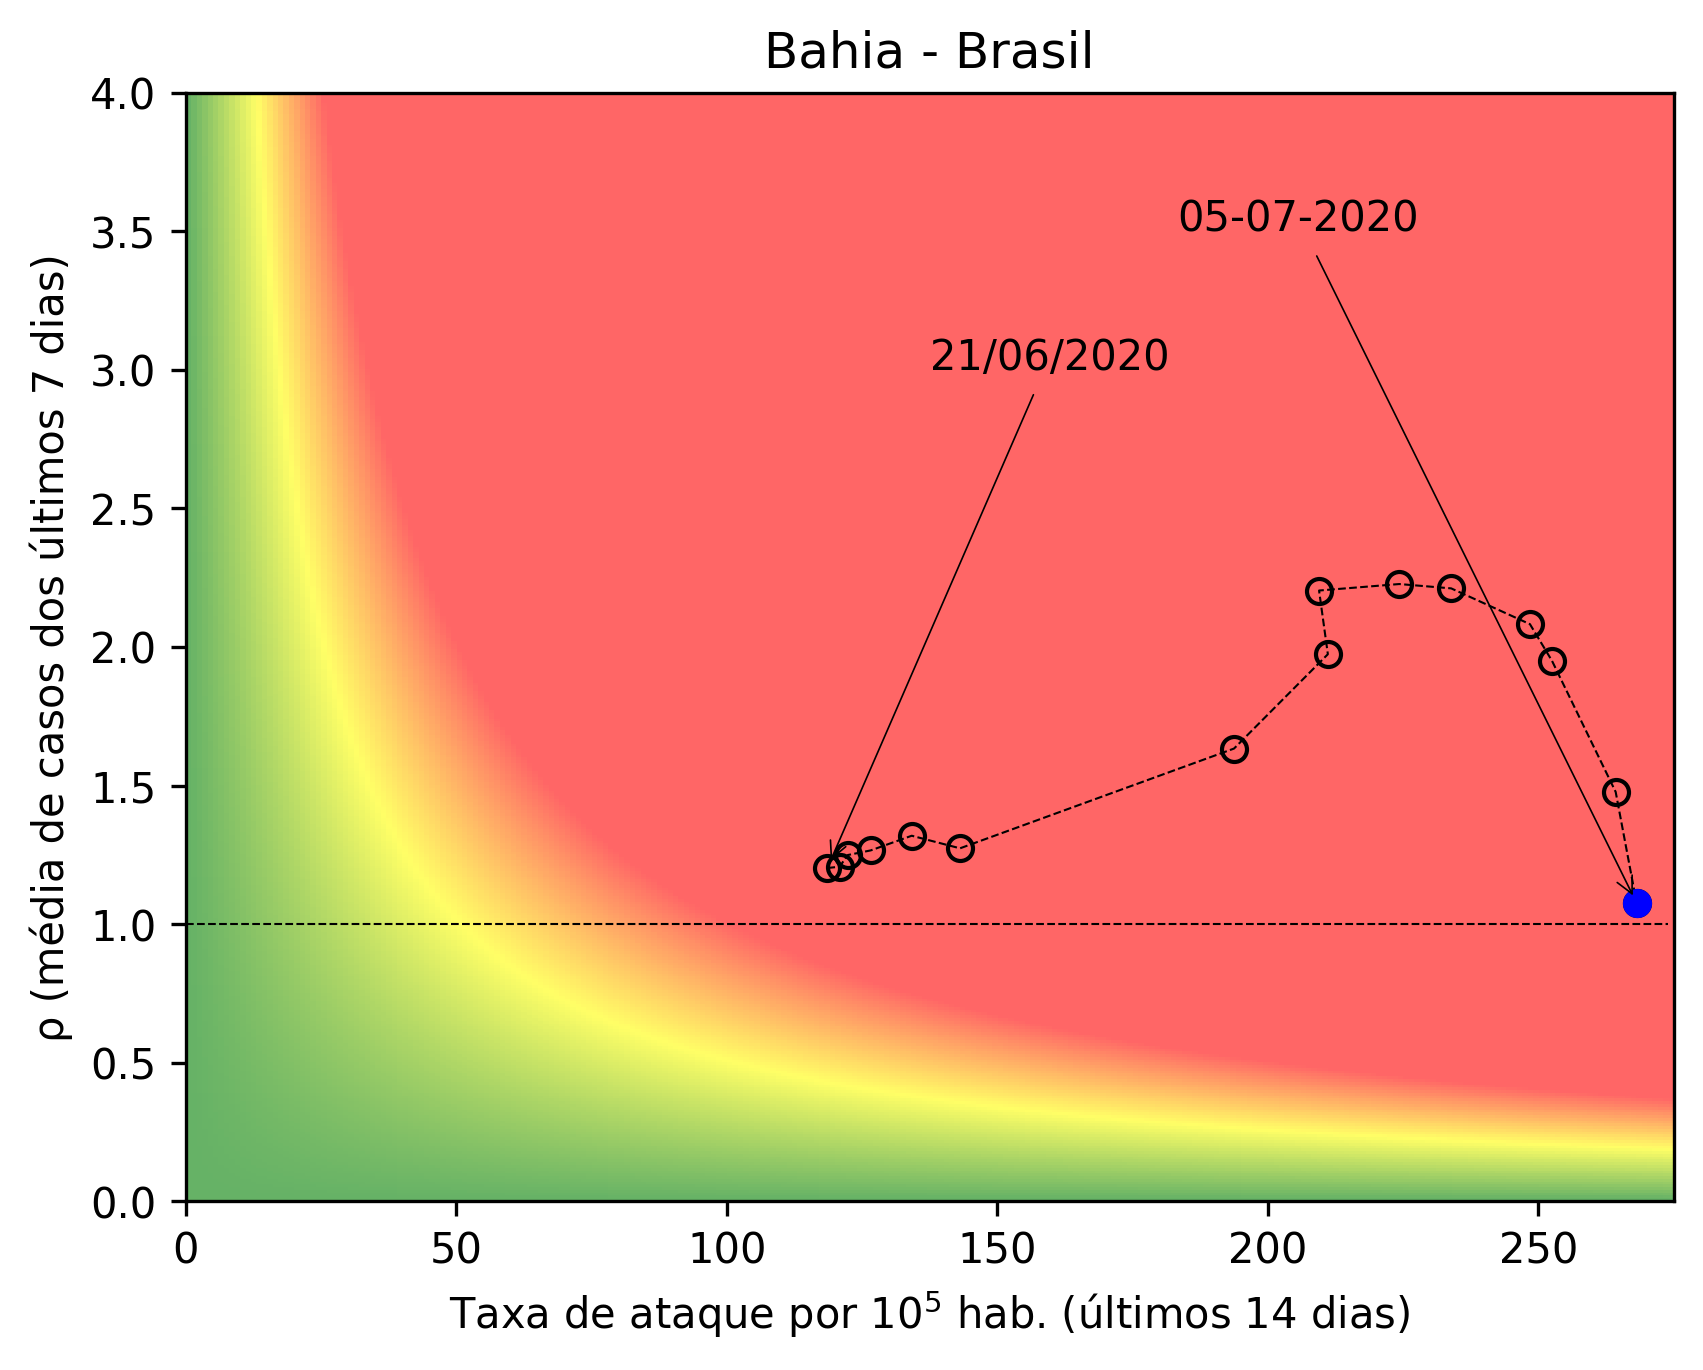 Bahia - Brasil
4.0
3.5
3.0
2.5
2.0
1.5
1.0
0.5
0.0
ρ (média de casos dos últimos 7 dias)
05-07-2020
21/06/2020
0 50 100 150 200 250
Taxa de ataque por 10⁵ hab. (últimos 14 dias)